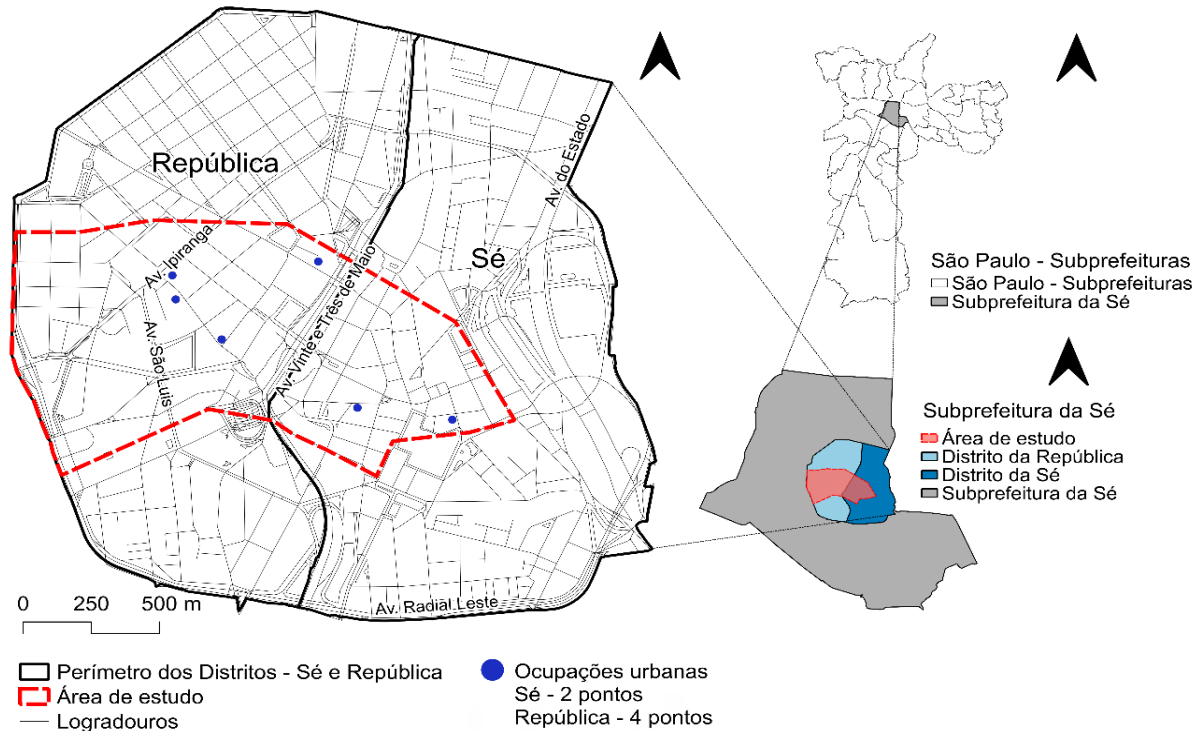 República
Sé
Av. do Estado
Av. Ipiranga
Av. Vinte e Três de Maio
Av. São Luis
Av. Radial Leste
0 250 500 m
Perímetro dos Distritos - Sé e República
Área de estudo
Logradouros
Ocupações urbanas
Sé - 2 pontos
República - 4 pontos
São Paulo - Subprefeituras
São Paulo - Subprefeituras
Subprefeitura da Sé
Subprefeitura da Sé
Área de estudo
Distrito da República
Distrito da Sé
Subprefeitura da Sé